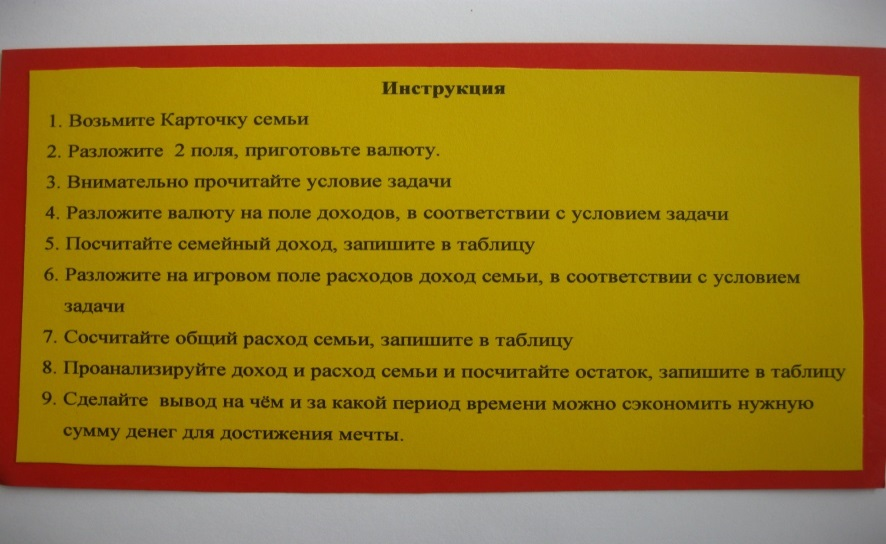 Инструкция
1. Возьмите Карточку семьи
2. Разложите 2 поля, приготовьте валюту.
3. Внимательно прочитайте условие задачи
4. Разложите валюту на поле доходов, в соответствии с условием задачи
5. Посчитайте семейный доход, запишите в таблицу
6. Разложите на игровом поле расходов доход семьи, в соответствии с условием
задачи
7. Сосчитайте общий расход семьи, запишите в таблицу
8. Проанализируйте доход и расход семьи и посчитайте остаток, запишите в таблицу
9. Сделайте вывод на чём и за какой период времени можно сэкономить нужную
сумму денег для достижения мечты.